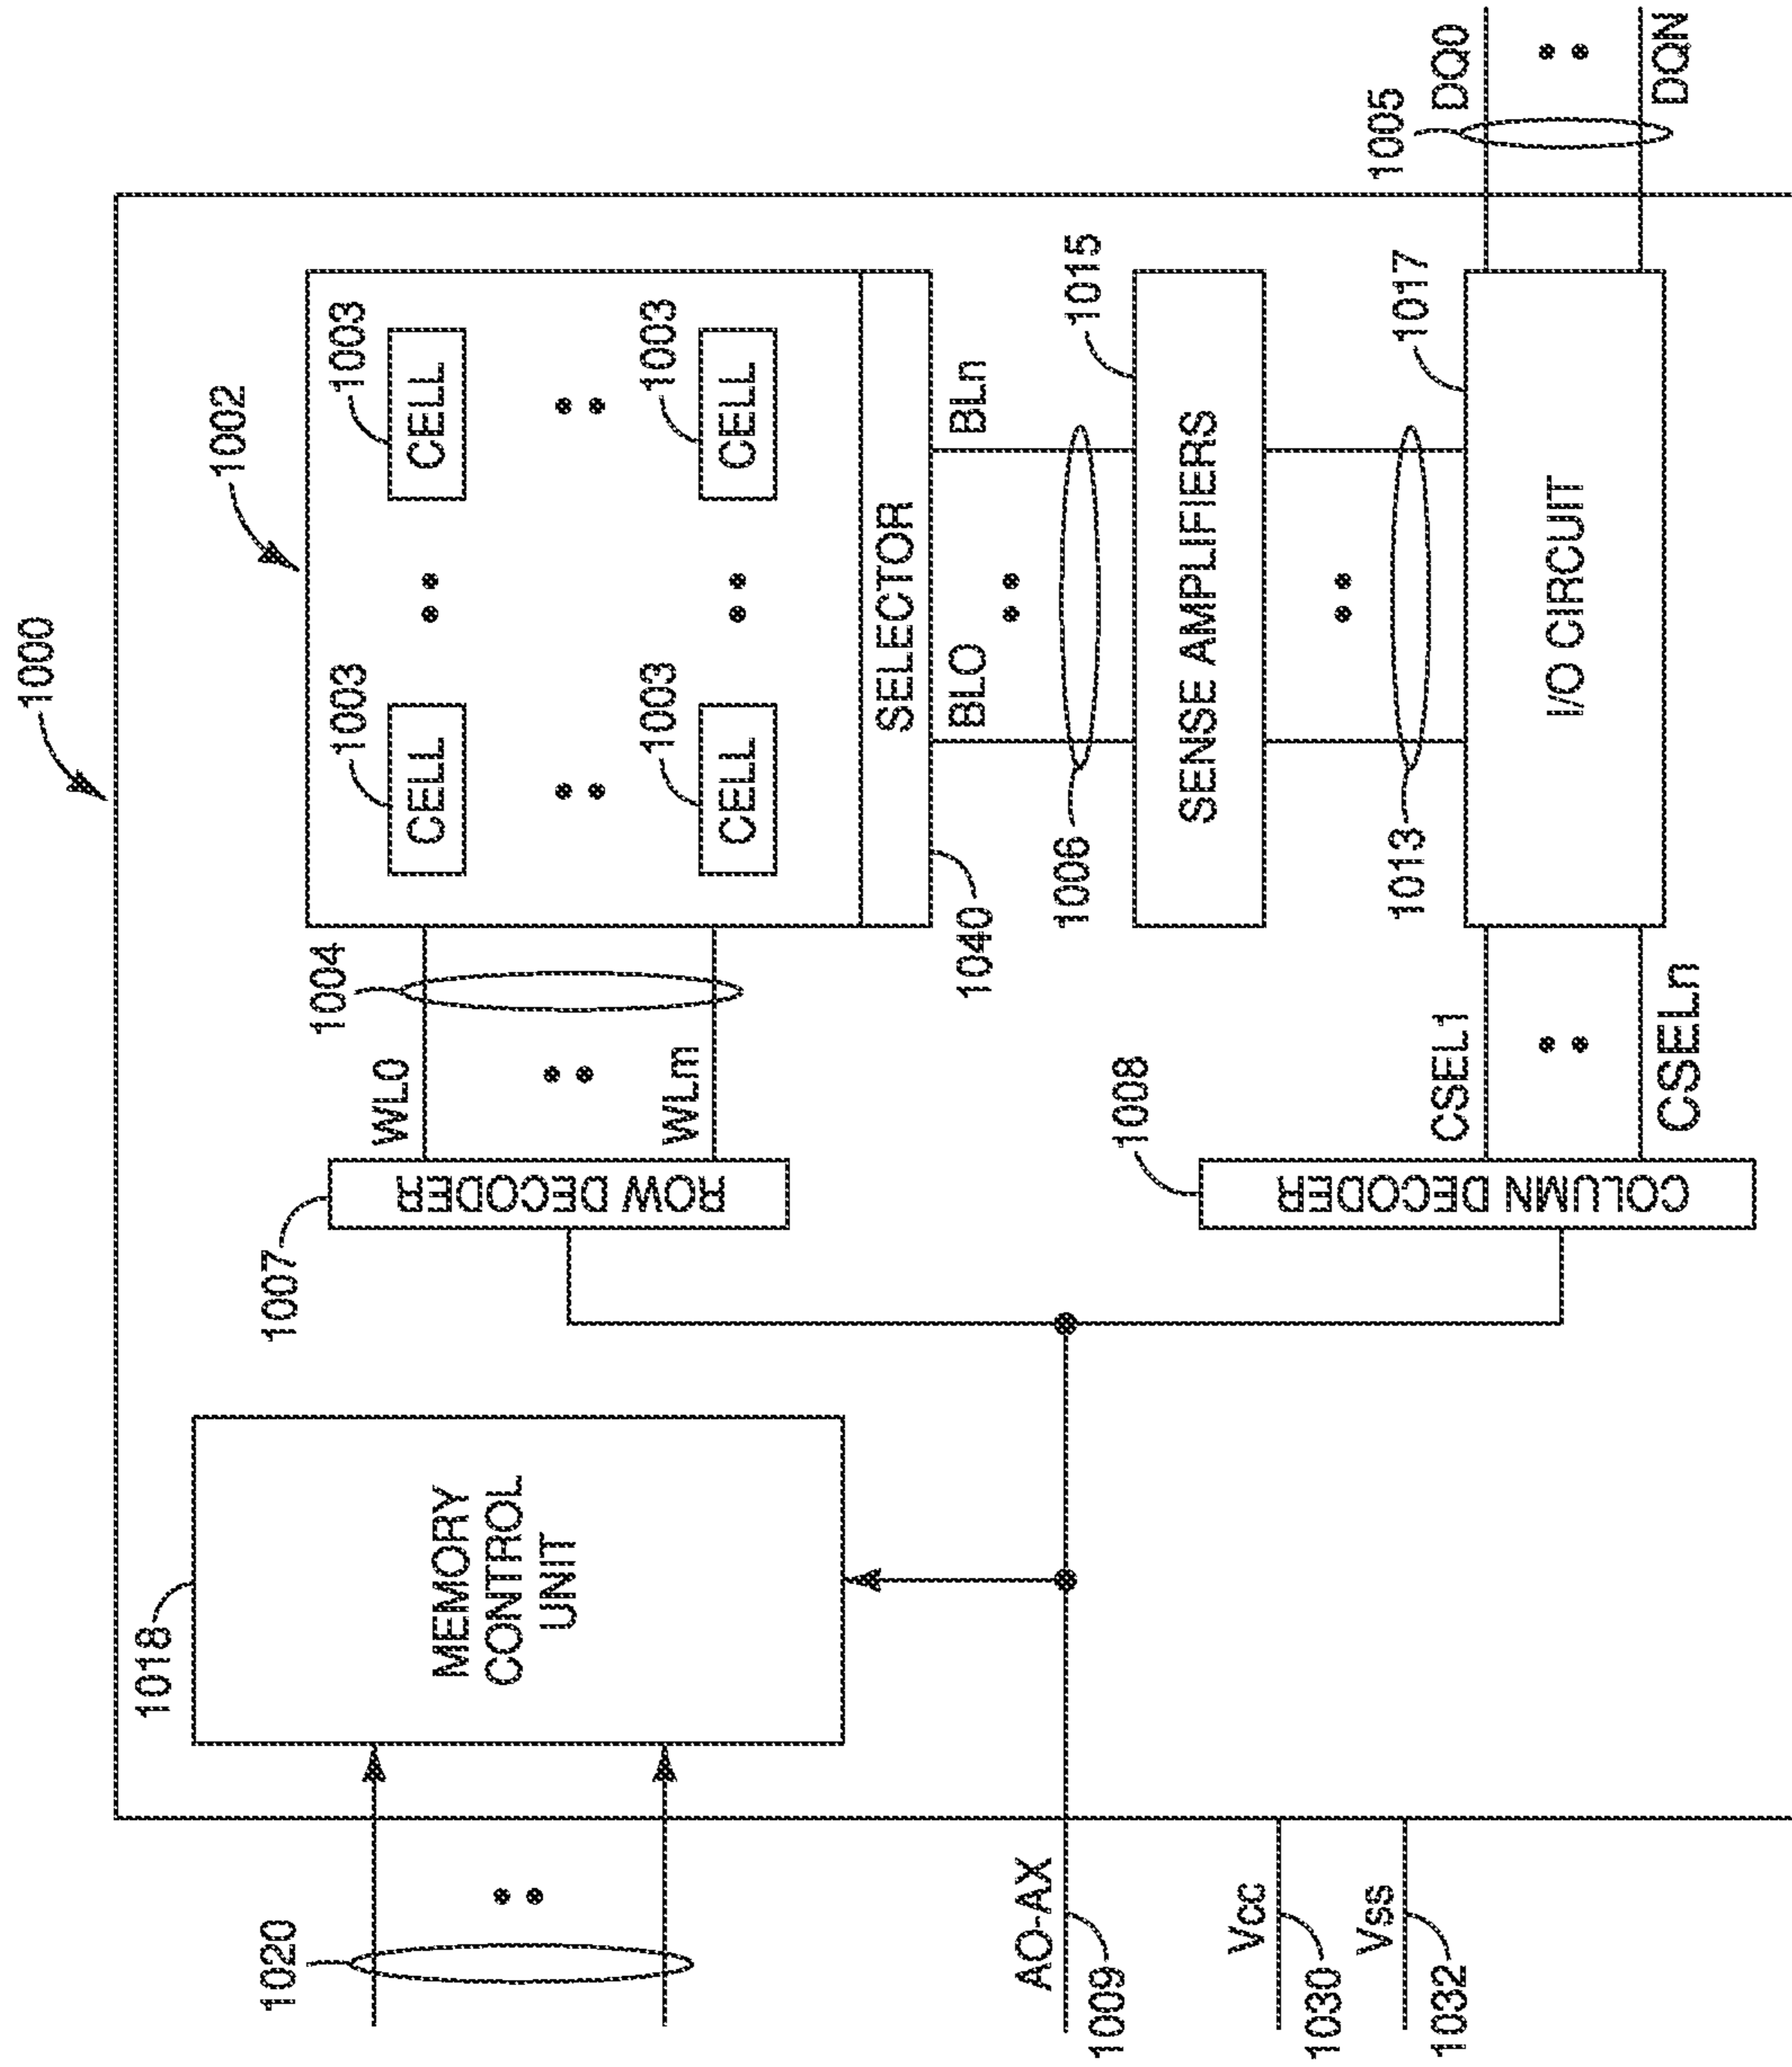 1000
1002
1018
1020
MEMORY
CONTROL
UNIT
1007
ROW DECODER
WL0
WLm
1004
CELL
1003
CELL
1003
CELL
1003
CELL
1003
SELECTOR
1040
BLO
BLn
1006
1015
SENSE AMPLIFIERS
1013
1017
I/O CIRCUIT
1008
COLUMN DECODER
CSEL1
CSELn
1005
DQ0
DQN
AO-AX
1009
Vcc
1030
Vss
1032